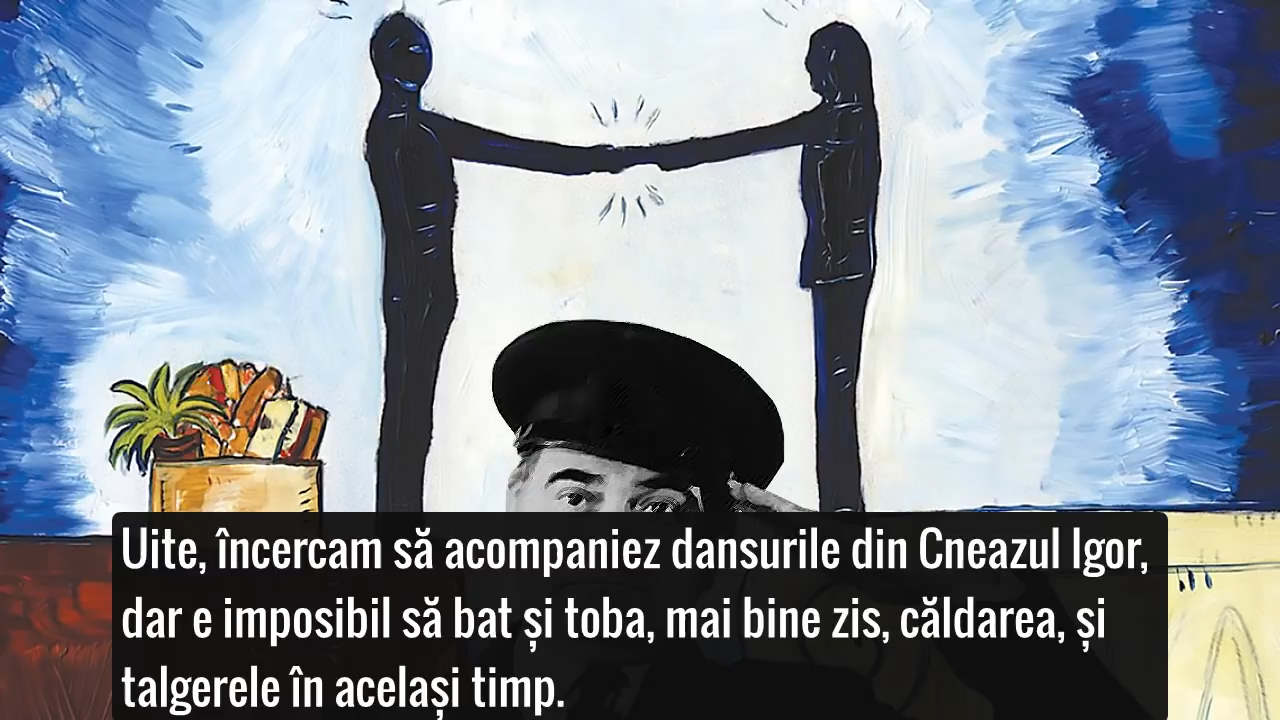 Uite, încercam să acompaniez dansurile din Cneazul Igor,
dar e imposibil să bat și toba, mai bine zis, căldarea, și
talgerele în același timp.